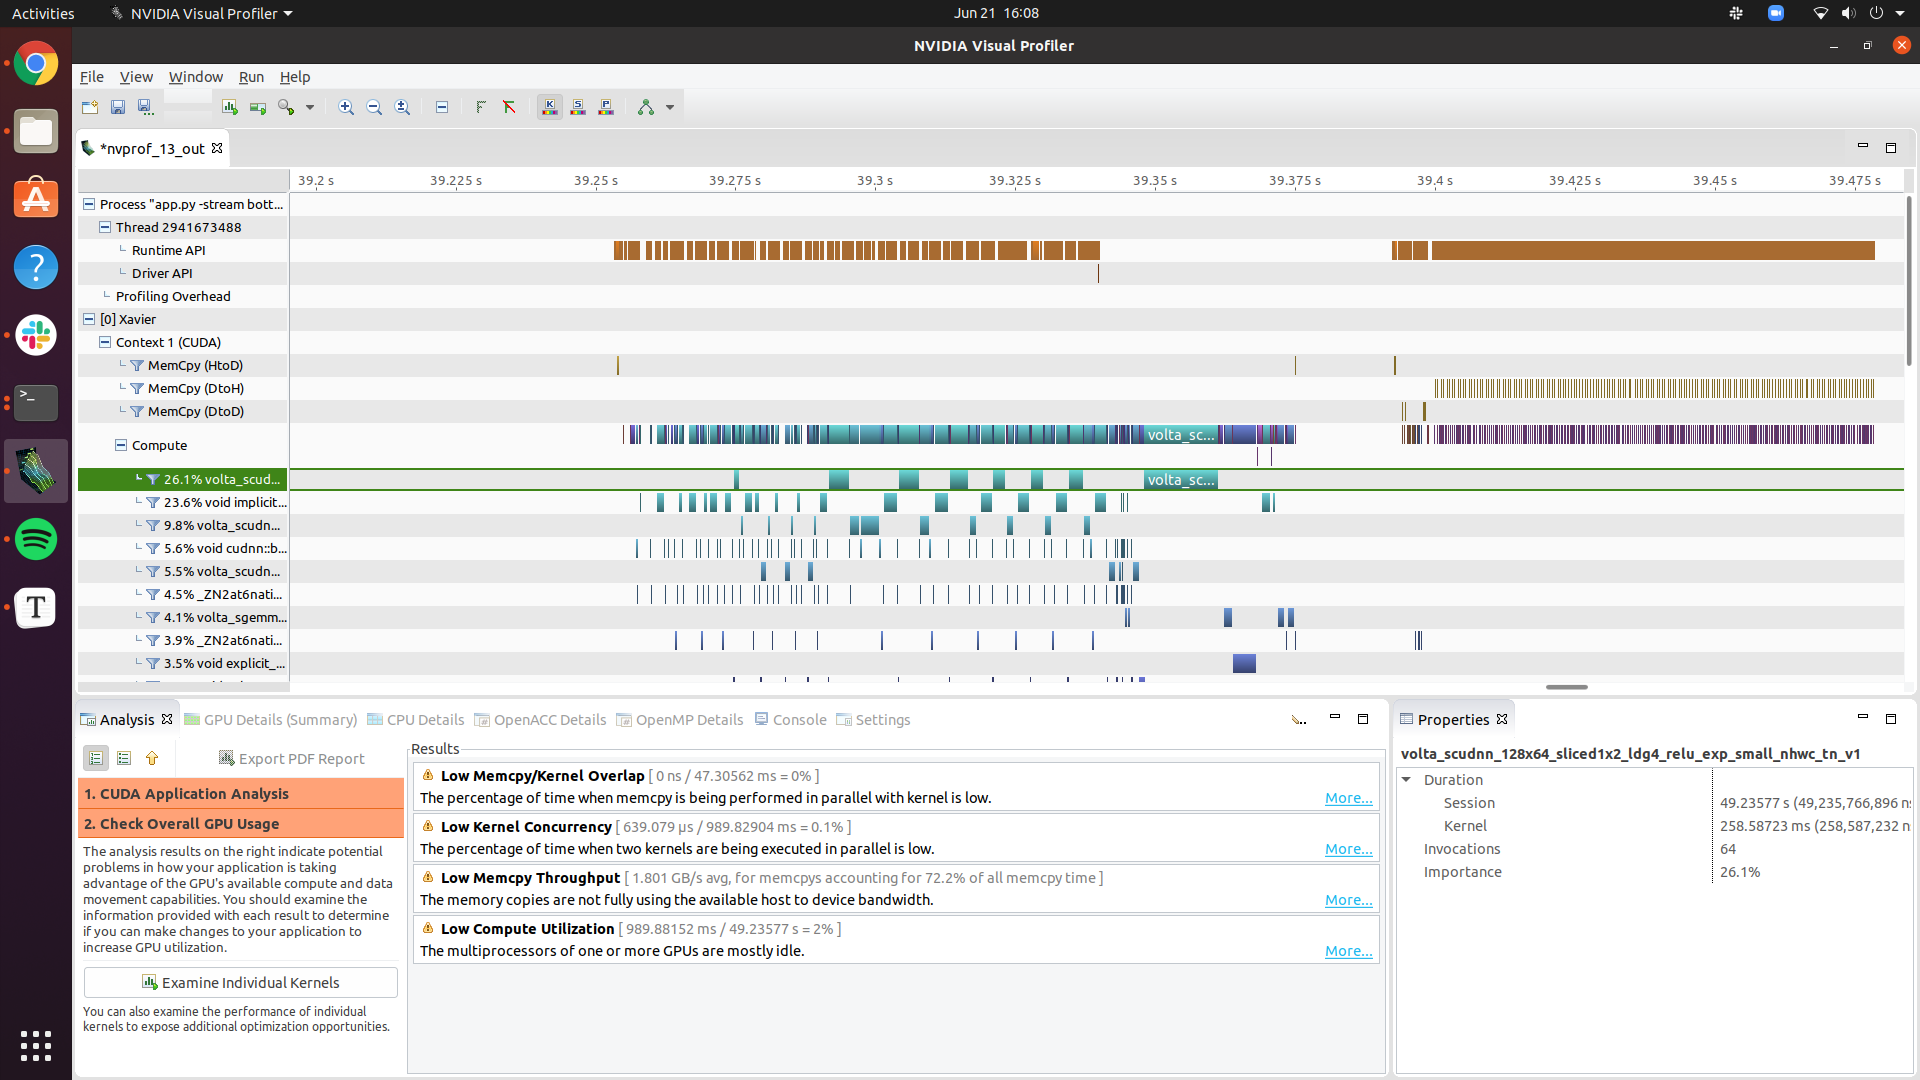 Activities NVIDIA Visual Profiler Jun 21 16:08
NVIDIA Visual Profiler
File View Window Run Help
K S P
*nvprof_13_out
39.2 s 39.225 s 39.25 s 39.275 s 39.3 s 39.325 s 39.35 s 39.375 s 39.4 s 39.425 s 39.45 s 39.475 s
Process "app.py -stream bott...
Thread 2941673488
Runtime API
Driver API
Profiling Overhead
[0] Xavier
Context 1 (CUDA)
MemCpy (HtoD)
MemCpy (DtoH)
MemCpy (DtoD)
Compute volta_sc...
26.1% volta_scud... volta_sc...
23.6% void implicit...
9.8% volta_scudn...
5.6% void cudnn::b...
5.5% volta_scudn...
4.5% _ZN2at6nati...
4.1% volta_sgemm...
3.9% _ZN2at6nati...
3.5% void explicit_...
Analysis GPU Details (Summary) CPU Details OpenACC Details OpenMP Details Console Settings
Export PDF Report
1. CUDA Application Analysis
2. Check Overall GPU Usage
The analysis results on the right indicate potential
problems in how your application is taking
advantage of the GPU's available compute and data
movement capabilities. You should examine the
information provided with each result to determine
if you can make changes to your application to
increase GPU utilization.
Examine Individual Kernels
You can also examine the performance of individual
kernels to expose additional optimization opportunities.
Results
Low Memcpy/Kernel Overlap [ 0 ns / 47.30562 ms = 0% ]
The percentage of time when memcpy is being performed in parallel with kernel is low. More...
Low Kernel Concurrency [ 639.079 µs / 989.82904 ms = 0.1% ]
The percentage of time when two kernels are being executed in parallel is low. More...
Low Memcpy Throughput [ 1.801 GB/s avg, for memcpys accounting for 72.2% of all memcpy time ]
The memory copies are not fully using the available host to device bandwidth. More...
Low Compute Utilization [ 989.88152 ms / 49.23577 s = 2% ]
The multiprocessors of one or more GPUs are mostly idle. More...
Properties
volta_scudnn_128x64_sliced1x2_ldg4_relu_exp_small_nhwc_tn_v1
Duration
Session 49.23577 s (49,235,766,896 n
Kernel 258.58723 ms (258,587,232 n
Invocations 64
Importance 26.1%